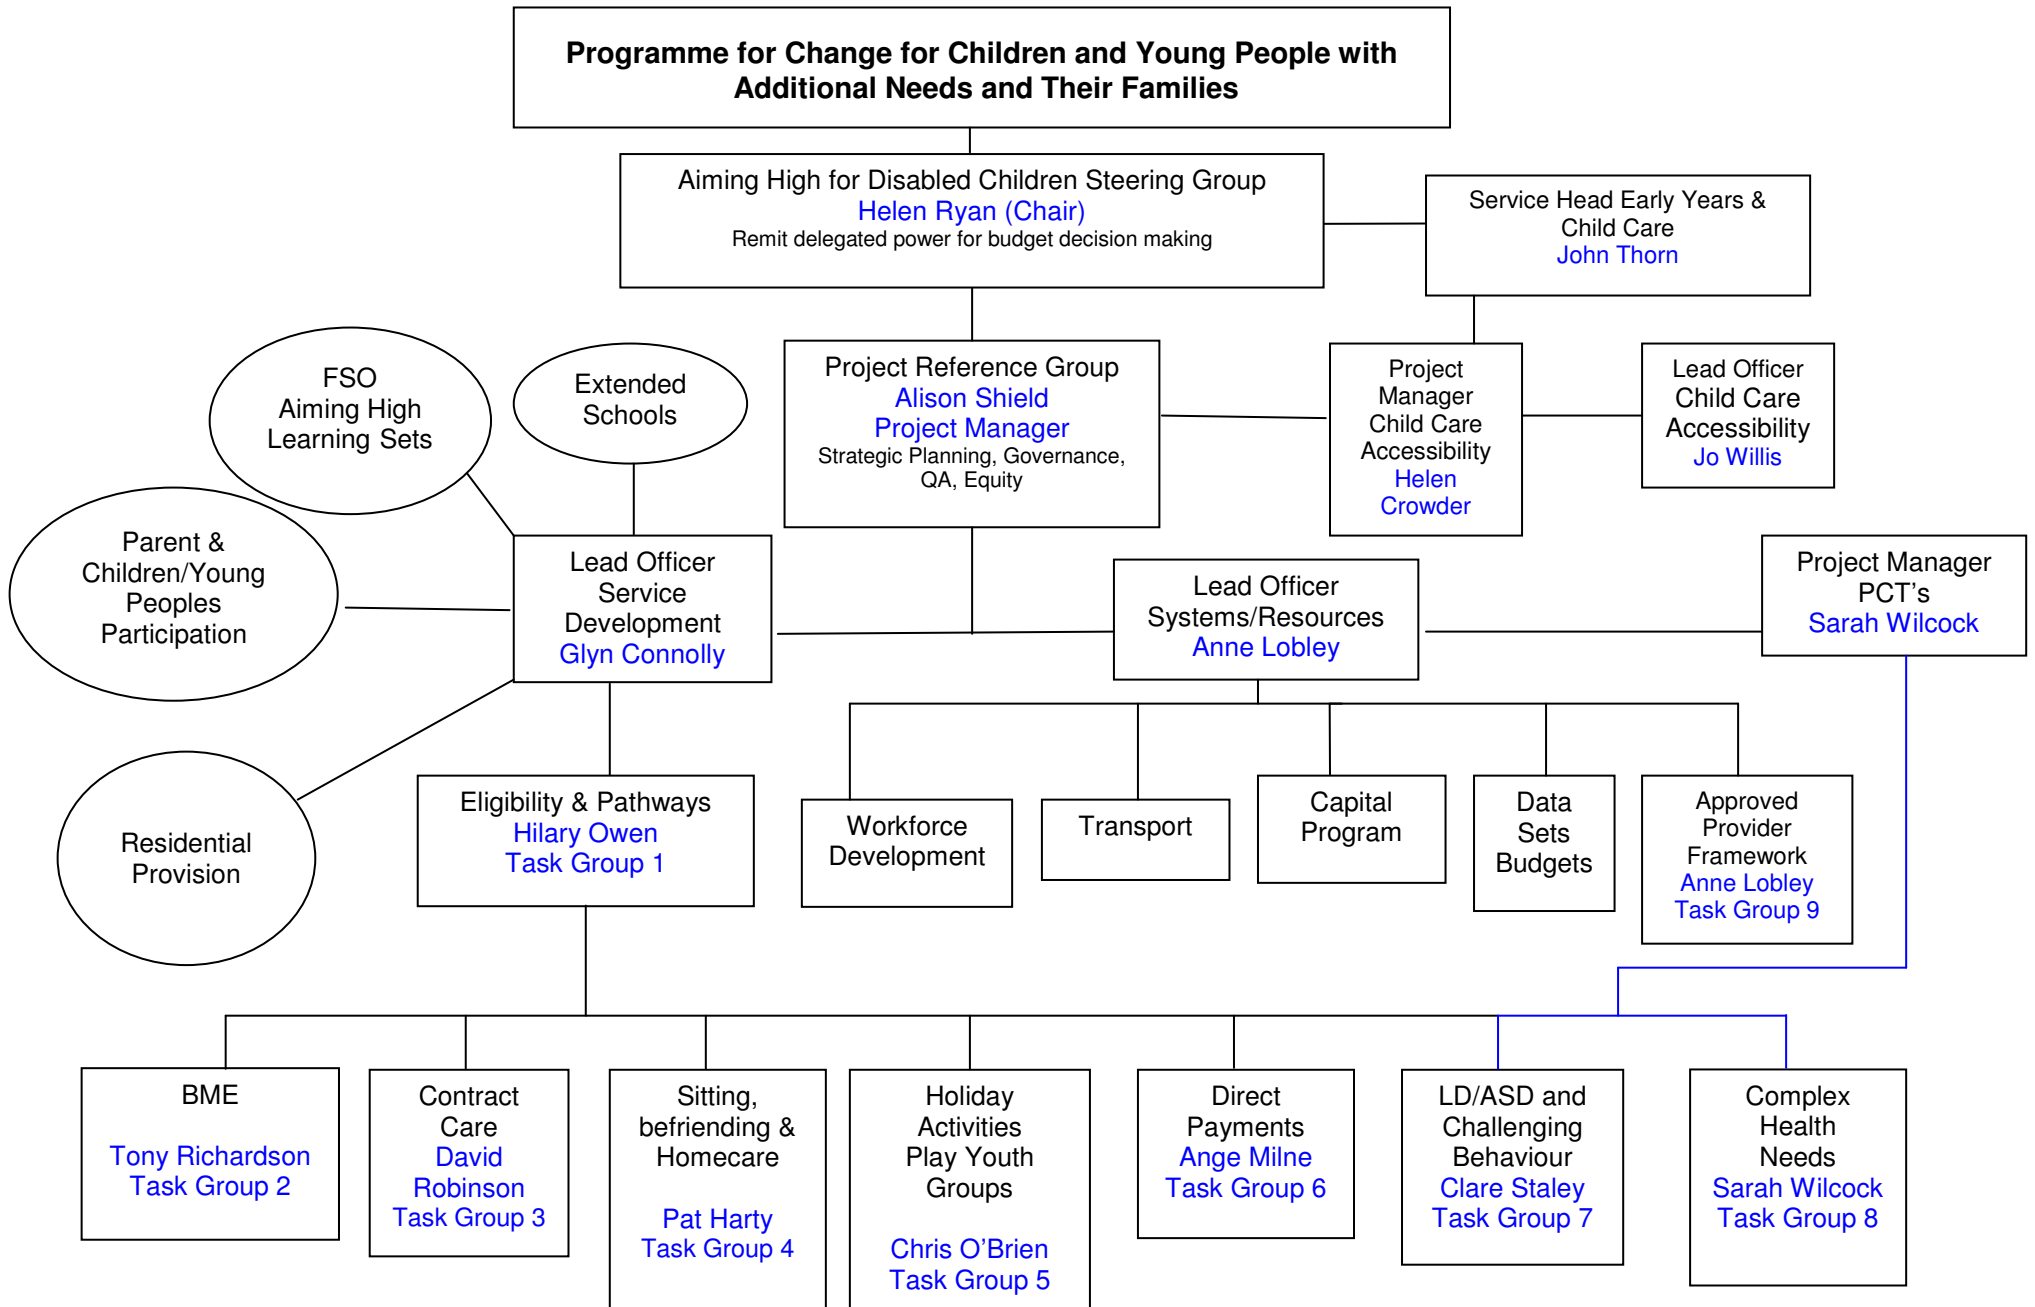 Programme for Change for Children and Young People with
Additional Needs and Their Families
Aiming High for Disabled Children Steering Group
Helen Ryan (Chair)
Remit delegated power for budget decision making
Service Head Early Years &
Child Care
John Thorn
FSO
Aiming High
Learning Sets
Extended
Schools
Project Reference Group
Alison Shield
Project Manager
Strategic Planning, Governance,
QA, Equity
Project
Manager
Child Care
Accessibility
Helen
Crowder
Lead Officer
Child Care
Accessibility
Jo Willis
Parent &
Children/Young
Peoples
Participation
Lead Officer
Service
Development
Glyn Connolly
Lead Officer
Systems/Resources
Anne Lobley
Project Manager
PCT’s
Sarah Wilcock
Residential
Provision
Eligibility & Pathways
Hilary Owen
Task Group 1
Workforce
Development
Transport
Capital
Program
Data
Sets
Budgets
Approved
Provider
Framework
Anne Lobley
Task Group 9
BME
Tony Richardson
Task Group 2
Contract
Care
David
Robinson
Task Group 3
Sitting,
befriending &
Homecare
Pat Harty
Task Group 4
Holiday
Activities
Play Youth
Groups
Chris O’Brien
Task Group 5
Direct
Payments
Ange Milne
Task Group 6
LD/ASD and
Challenging
Behaviour
Clare Staley
Task Group 7
Complex
Health
Needs
Sarah Wilcock
Task Group 8